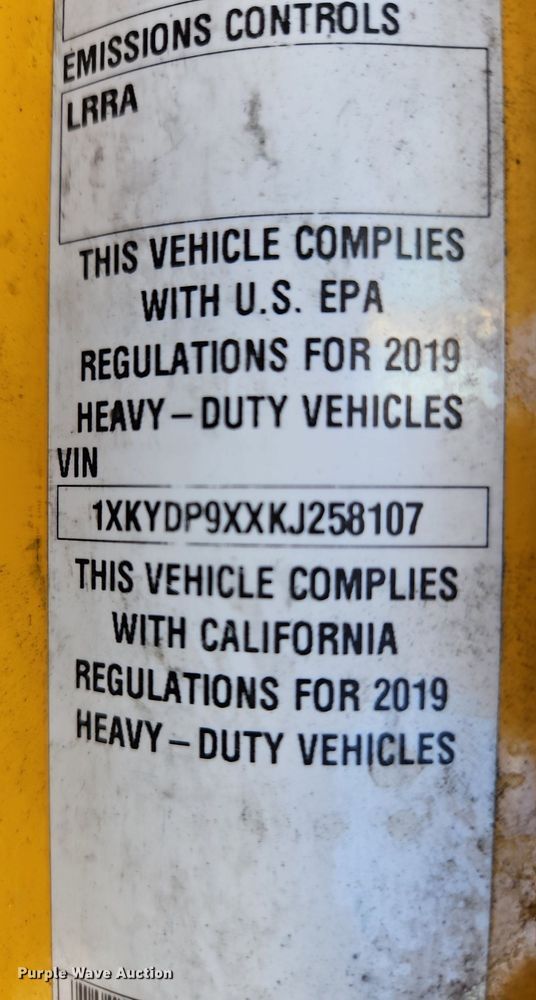 EMISSIONS CONTROLS
LRRA
THIS VEHICLE COMPLIES
WITH U.S. EPA
REGULATIONS FOR 2019
HEAVY-DUTY VEHICLES
VIN
1XKYDP9XXKJ258107
THIS VEHICLE COMPLIES
WITH CALIFORNIA
REGULATIONS FOR 2019
HEAVY-DUTY VEHICLES
Purple Wave Auction